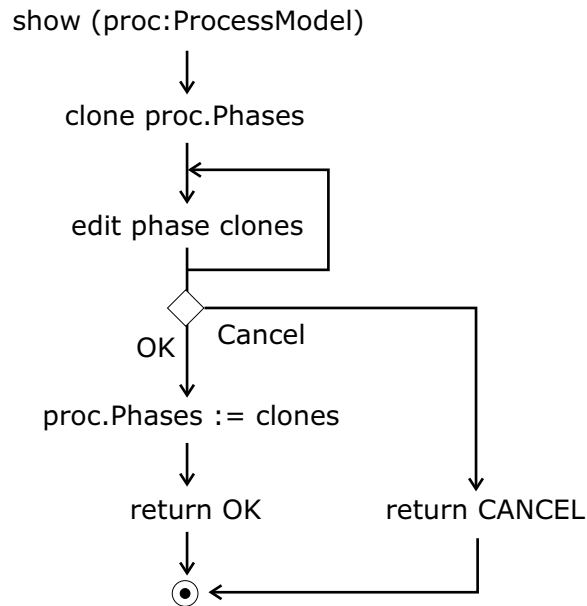 show (proc:ProcessModel)
clone proc.Phases
edit phase clones
Cancel
OK
proc.Phases := clones
return OK
return CANCEL